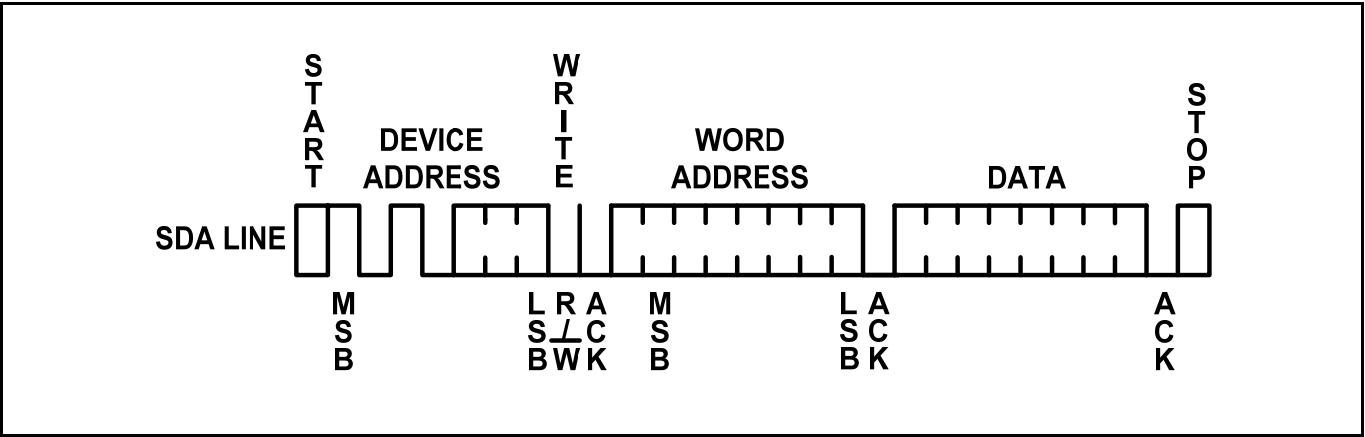 START
WRITE
STOP
DEVICE
ADDRESS
WORD
ADDRESS
DATA
SDA LINE
MSB
LSB
R/W
ACK
MSB
LSB
ACK
ACK